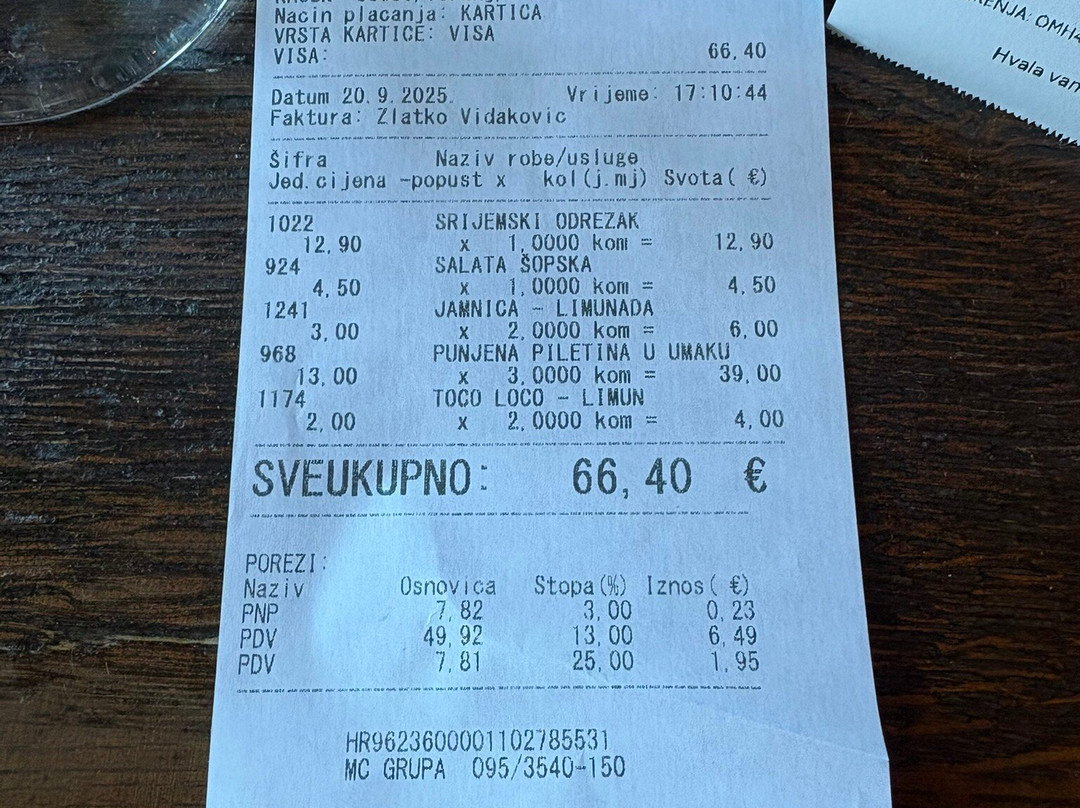 Nacin placanja: KARTICA
VRSTA KARTICE: VISA
VISA: 66,40
Datum 20.9.2025. Vrijeme: 17:10:44
Faktura: Zlatko Vidakovic
Šifra Naziv robe/usluge
Jed.cijena -popust x kol(j.mj) Svota( €)
1022 SRIJEMSKI ODREZAK
12,90 x 1,0000 kom = 12,90
924 SALATA ŠOPSKA
4,50 x 1,0000 kom = 4,50
1241 JAMNICA - LIMUNADA
3,00 x 2,0000 kom = 6,00
968 PUNJENA PILETINA U UMAKU
13,00 x 3,0000 kom = 39,00
1174 TOCO LOCO - LIMUN
2,00 x 2,0000 kom = 4,00
SVEUKUPNO: 66,40 €
POREZI:
Naziv Osnovica Stopa(%) Iznos( €)
PNP 7,82 3,00 0,23
PDV 49,92 13,00 6,49
PDV 7,81 25,00 1,95
HR9623600001102785531
MC GRUPA 095/3540-150
Hvala vam